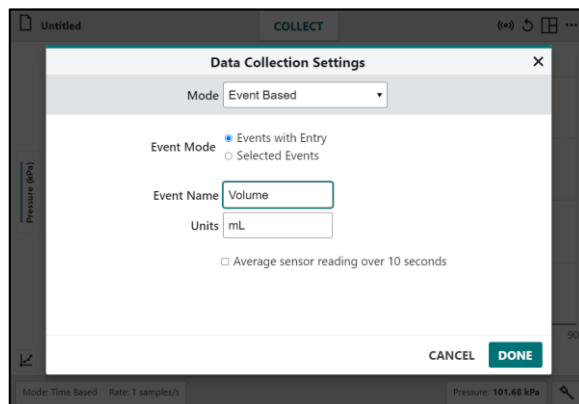 Untitled
COLLECT
Data Collection Settings
Mode Event Based
Event Mode
Events with Entry
Selected Events
Event Name Volume
Units mL
Average sensor reading over 10 seconds
CANCEL DONE
Pressure (kPa)
90
Mode: Time Based Rate: 1 samples/s
Pressure: 101.68 kPa